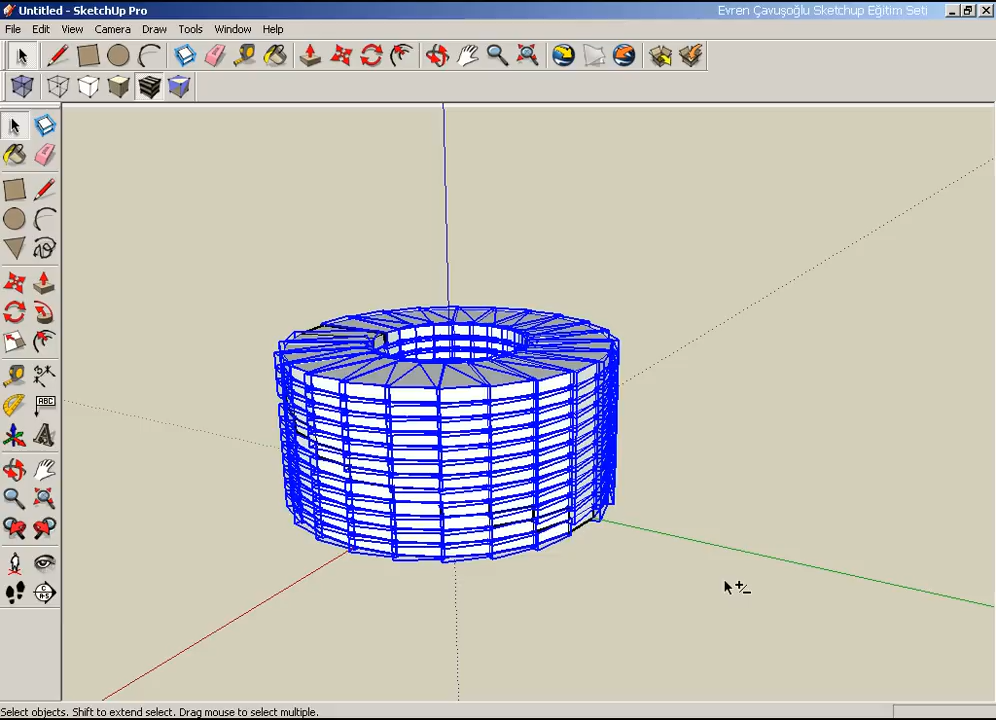 Untitled - SketchUp Pro
Evren Çavuşoğlu Sketchup Eğitim Seti
File Edit View Camera Draw Tools Window Help
ABC
Select objects. Shift to extend select. Drag mouse to select multiple.